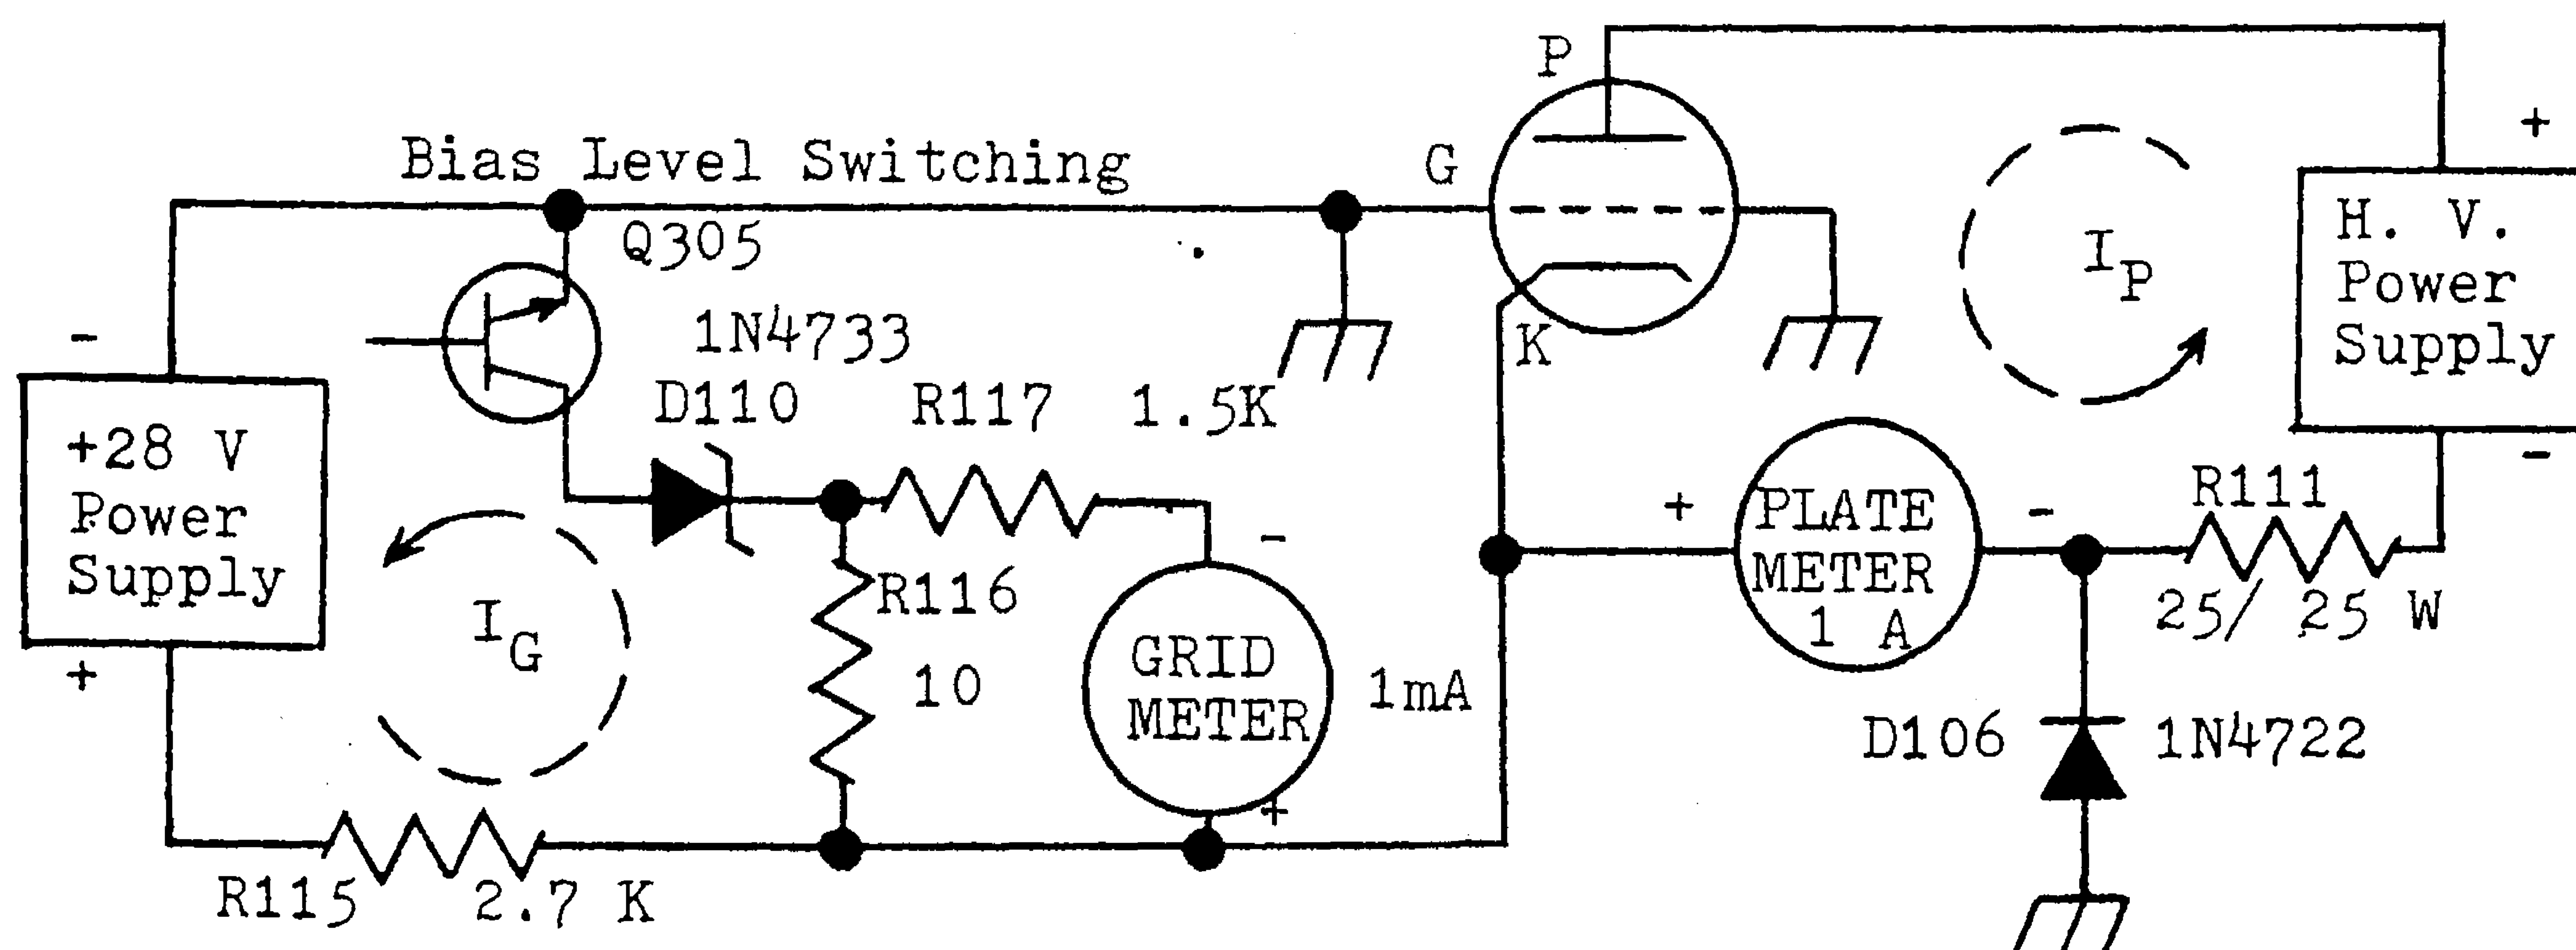 P
Bias Level Switching
G
+
Q305
H. V.
Power
Supply
I P
1N4733
K
-
D110
R117
1.5K
+28 V
Power
Supply
-
R111
+
PLATE
METER
1 A
-
25/ 25 W
-
I G
R116
10
GRID
METER
1mA
+
+
D106
1N4722
R115
2.7 K